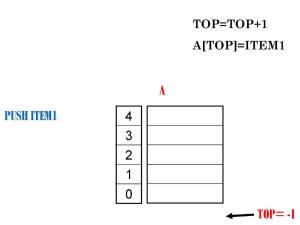 TOP=TOP+1
A[TOP]=ITEM1
A
PUSH ITEM1
4
3
2
1
0
TOP= -1